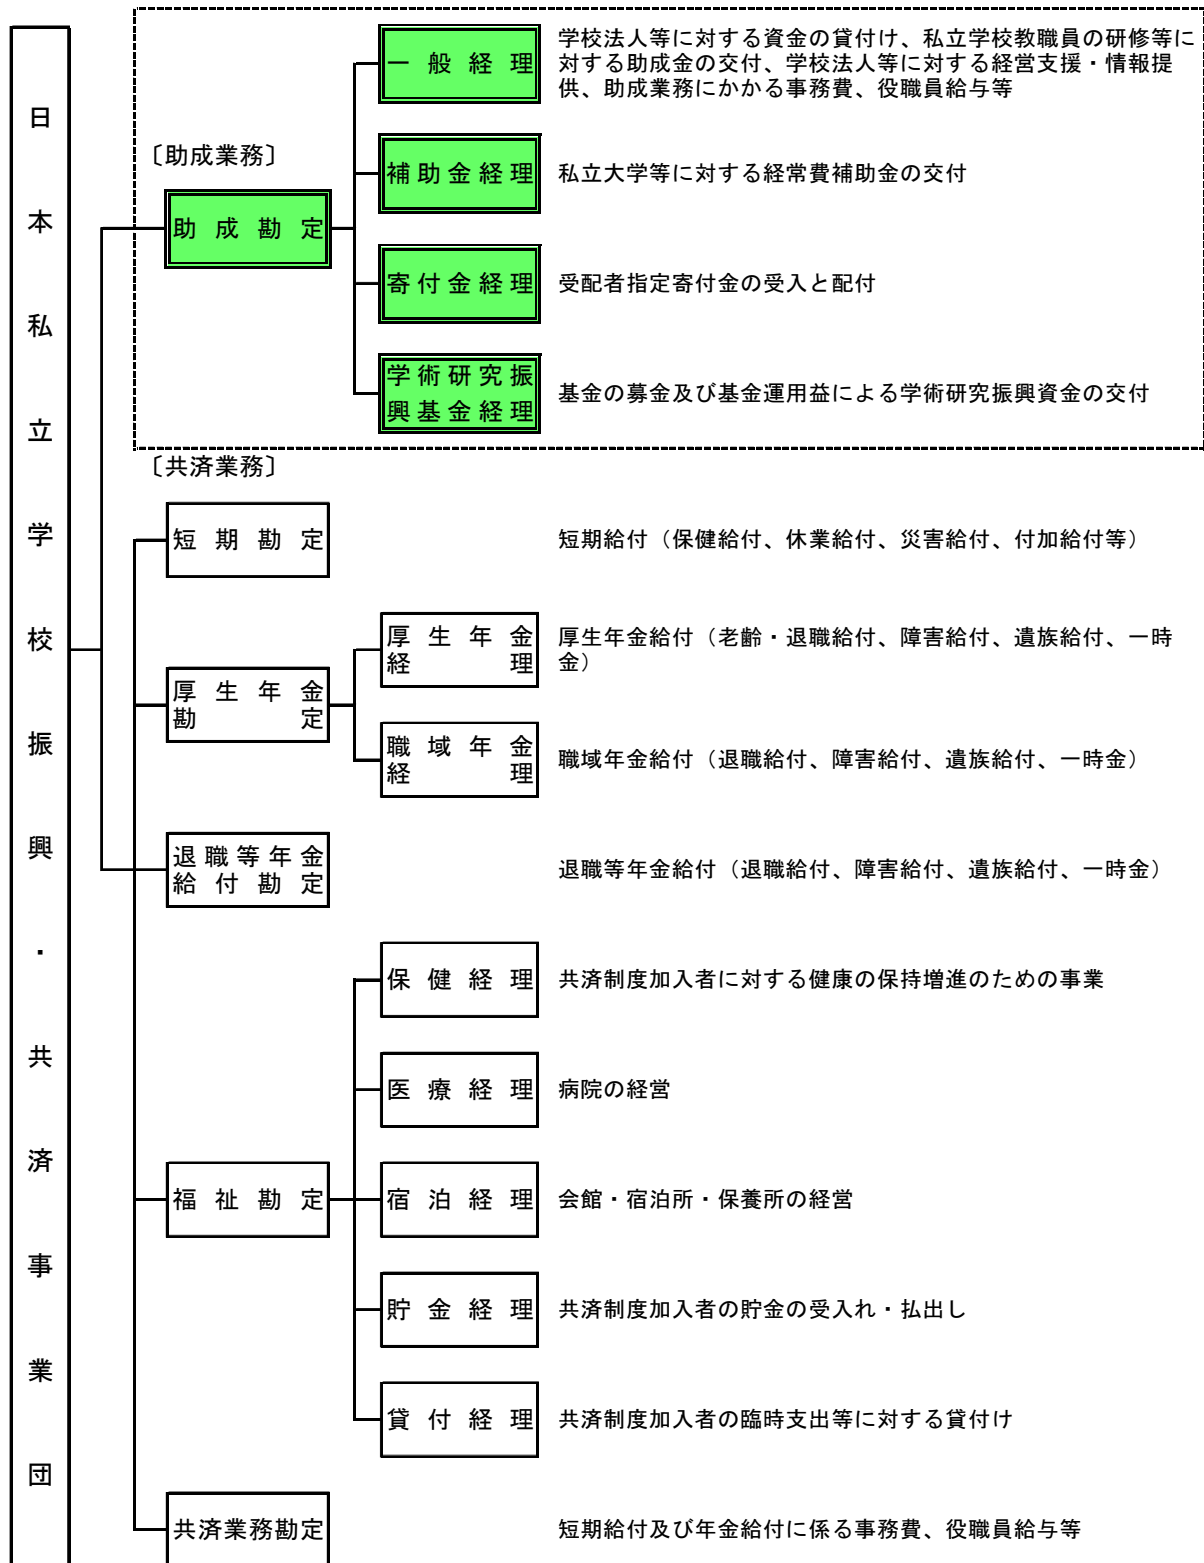 日本私立学校振興・共済事業団
〔助成業務〕
助成勘定
一般経理
学校法人等に対する資金の貸付け、私立学校教職員の研修等に
対する助成金の交付、学校法人等に対する経営支援・情報提
供、助成業務にかかる事務費、役職員給与等
補助金経理
私立大学等に対する経常費補助金の交付
寄付金経理
受配者指定寄付金の受入と配付
学術研究振
興基金経理
基金の募金及び基金運用益による学術研究振興資金の交付
〔共済業務〕
短期勘定
短期給付（保健給付、休業給付、災害給付、付加給付等）
厚生年金
勘定
厚生年金
経理
厚生年金給付（老齢・退職給付、障害給付、遺族給付、一時
金）
職域年金
経理
職域年金給付（退職給付、障害給付、遺族給付、一時金）
退職等年金
給付勘定
退職等年金給付（退職給付、障害給付、遺族給付、一時金）
福祉勘定
保健経理
共済制度加入者に対する健康の保持増進のための事業
医療経理
病院の経営
宿泊経理
会館・宿泊所・保養所の経営
貯金経理
共済制度加入者の貯金の受入れ・払出し
貸付経理
共済制度加入者の臨時支出等に対する貸付け
共済業務勘定
短期給付及び年金給付に係る事務費、役職員給与等